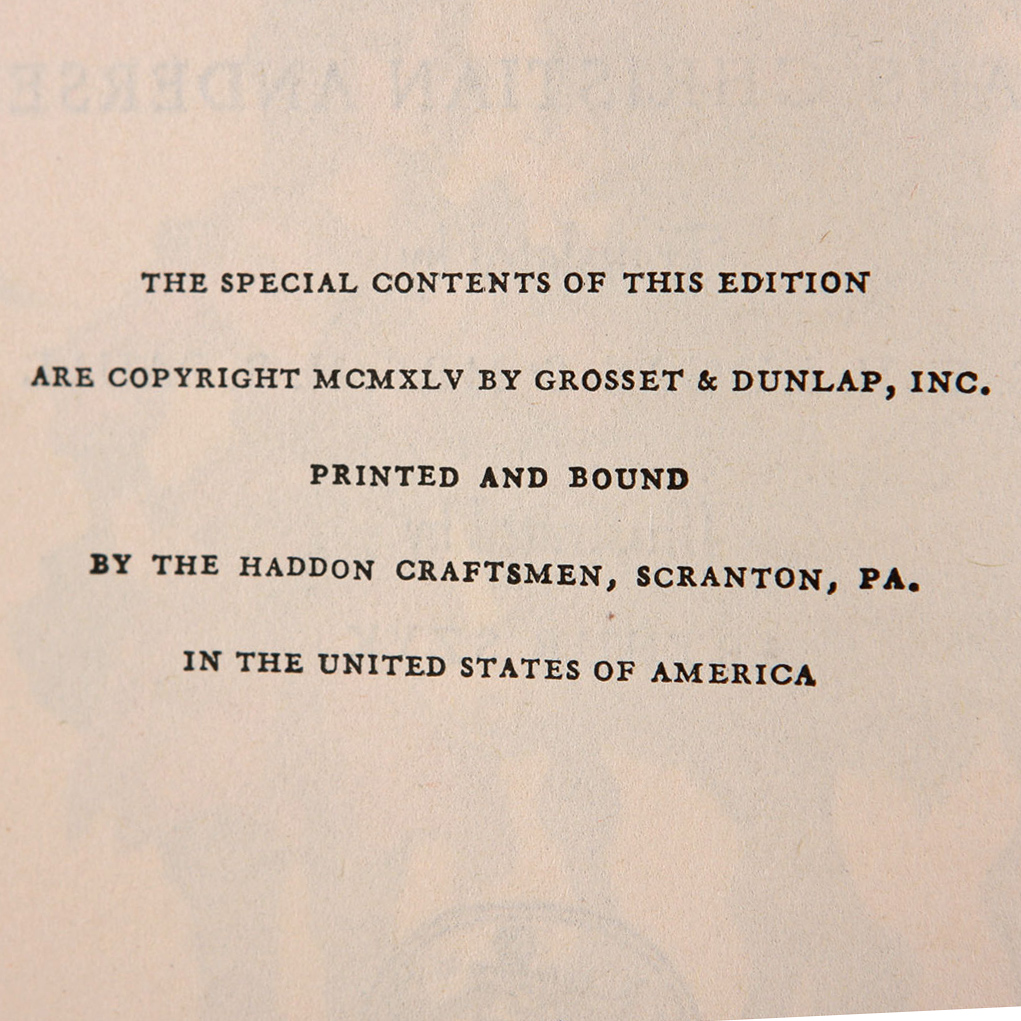 THE SPECIAL CONTENTS OF THIS EDITION
ARE COPYRIGHT MCMXLV BY GROSSET & DUNLAP, INC.
PRINTED AND BOUND
BY THE HADDON CRAFTSMEN, SCRANTON, PA.
IN THE UNITED STATES OF AMERICA